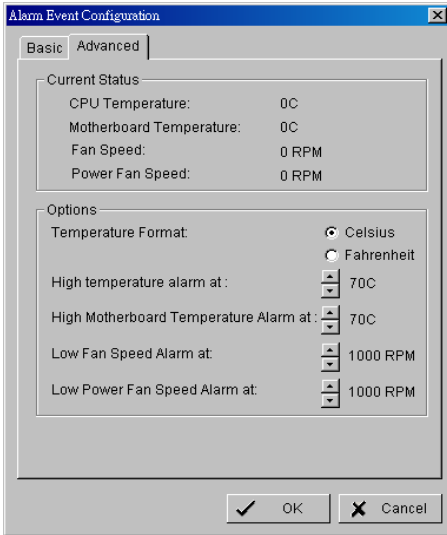 Alarm Event Configuration
Basic Advanced
Current Status
CPU Temperature: 0C
Motherboard Temperature: 0C
Fan Speed: 0 RPM
Power Fan Speed: 0 RPM
Options
Temperature Format: Celsius
Fahrenheit
High temperature alarm at : 70C
High Motherboard Temperature Alarm at : 70C
Low Fan Speed Alarm at: 1000 RPM
Low Power Fan Speed Alarm at: 1000 RPM
OK Cancel